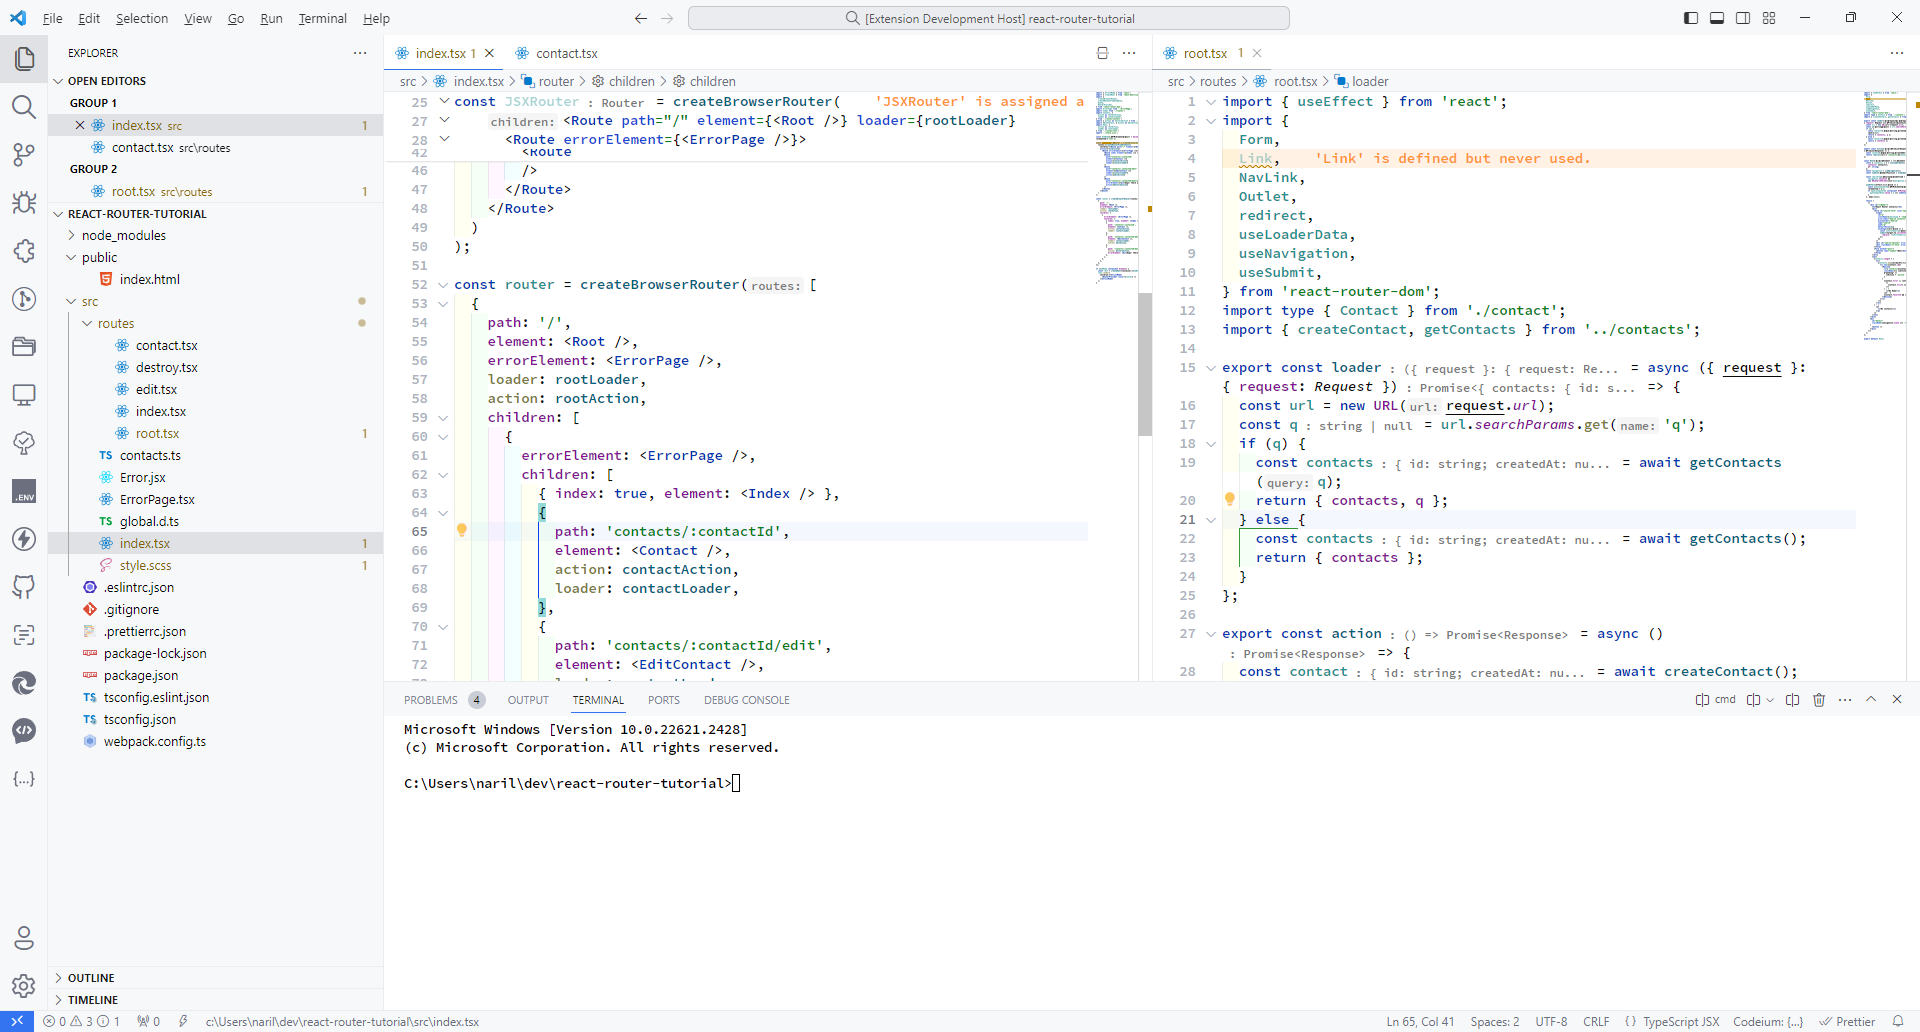 File Edit Selection View Go Run Terminal Help
[Extension Development Host] react-router-tutorial
EXPLORER
OPEN EDITORS
GROUP 1
index.tsx src 1
contact.tsx src\routes
GROUP 2
root.tsx src\routes 1
REACT-ROUTER-TUTORIAL
node_modules
public
index.html
src
routes
contact.tsx
destroy.tsx
edit.tsx
index.tsx
root.tsx 1
contacts.ts
Error.jsx
ErrorPage.tsx
global.d.ts
index.tsx 1
style.scss 1
.eslintrc.json
.gitignore
.prettierrc.json
package-lock.json
package.json
tsconfig.eslint.json
tsconfig.json
webpack.config.ts
OUTLINE
TIMELINE
index.tsx 1
contact.tsx
src > index.tsx > router > children > children
25 const JSXRouter : Router = createBrowserRouter( 'JSXRouter' is assigned a
27 children: <Route path="/" element={<Root />} loader={rootLoader}
28 <Route errorElement={<ErrorPage />}>
42 <Route
46 />
47 </Route>
48 </Route>
49 )
50 );
51
52 const router = createBrowserRouter(routes: [
53 {
54 path: '/',
55 element: <Root />,
56 errorElement: <ErrorPage />,
57 loader: rootLoader,
58 action: rootAction,
59 children: [
60 {
61 errorElement: <ErrorPage />,
62 children: [
63 { index: true, element: <Index /> },
64 {
65 path: 'contacts/:contactId',
66 element: <Contact />,
67 action: contactAction,
68 loader: contactLoader,
69 },
70 {
71 path: 'contacts/:contactId/edit',
72 element: <EditContact />,
root.tsx 1
src > routes > root.tsx > loader
1 import { useEffect } from 'react';
2 import {
3 Form,
4 Link, 'Link' is defined but never used.
5 NavLink,
6 Outlet,
7 redirect,
8 useLoaderData,
9 useNavigation,
10 useSubmit,
11 } from 'react-router-dom';
12 import type { Contact } from './contact';
13 import { createContact, getContacts } from '../contacts';
14
15 export const loader : ({ request }: { request: Re... = async ({ request }:
{ request: Request }) : Promise<{ contacts: { id: s... => {
16 const url = new URL(url: request.url);
17 const q : string | null = url.searchParams.get(name: 'q');
18 if (q) {
19 const contacts : { id: string; createdAt: nu... = await getContacts
(query: q);
20 return { contacts, q };
21 } else {
22 const contacts : { id: string; createdAt: nu... = await getContacts();
23 return { contacts };
24 }
25 };
26
27 export const action : () => Promise<Response> = async ()
: Promise<Response> => {
28 const contact : { id: string; createdAt: nu... = await createContact();
PROBLEMS 4 OUTPUT TERMINAL PORTS DEBUG CONSOLE
cmd
Microsoft Windows [Version 10.0.22621.2428]
(c) Microsoft Corporation. All rights reserved.
C:\Users\naril\dev\react-router-tutorial>
0 3 1 0 c:\Users\naril\dev\react-router-tutorial\src\index.tsx
Ln 65, Col 41 Spaces: 2 UTF-8 CRLF {} TypeScript JSX Codeium: {...} Prettier